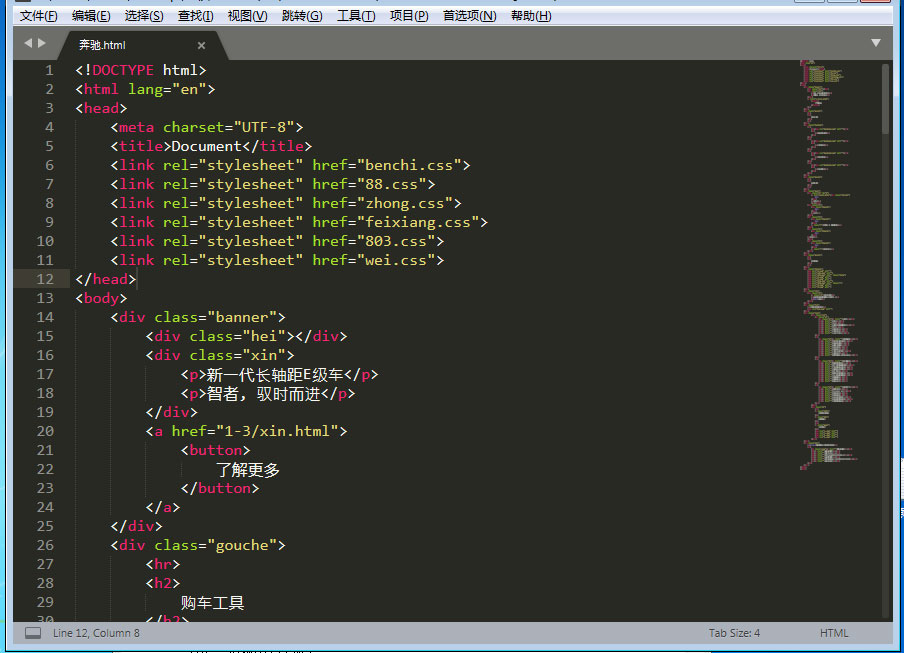 文件(F) 编辑(E) 选择(S) 查找(I) 视图(V) 跳转(G) 工具(T) 项目(P) 首选项(N) 帮助(H)
奔驰.html ×
1 <!DOCTYPE html>
2 <html lang="en">
3 <head>
4 <meta charset="UTF-8">
5 <title>Document</title>
6 <link rel="stylesheet" href="benchi.css">
7 <link rel="stylesheet" href="88.css">
8 <link rel="stylesheet" href="zhong.css">
9 <link rel="stylesheet" href="feixiang.css">
10 <link rel="stylesheet" href="803.css">
11 <link rel="stylesheet" href="wei.css">
12 </head>
13 <body>
14 <div class="banner">
15 <div class="hei"></div>
16 <div class="xin">
17 <p>新一代长轴距E级车</p>
18 <p>智者，驭时而进</p>
19 </div>
20 <a href="1-3/xin.html">
21 <button>
22 了解更多
23 </button>
24 </a>
25 </div>
26 <div class="gouche">
27 <hr>
28 <h2>
29 购车工具
30 </h2>
Line 12, Column 8 Tab Size: 4 HTML